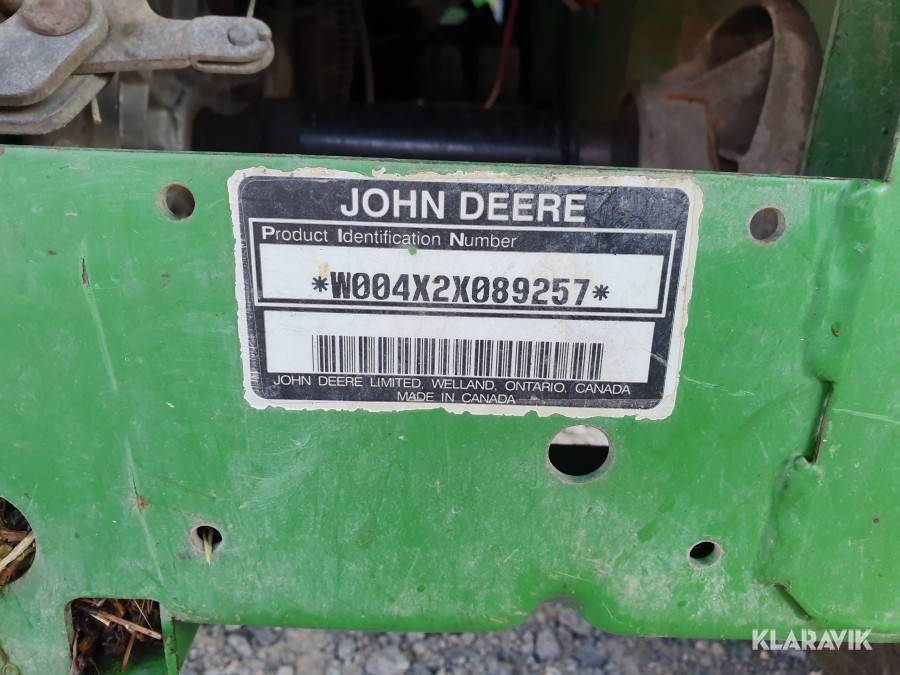 JOHN DEERE
Product Identification Number
*W004X2X089257*
JOHN DEERE LIMITED, WELLAND, ONTARIO, CANADA
MADE IN CANADA
KLARAVIK